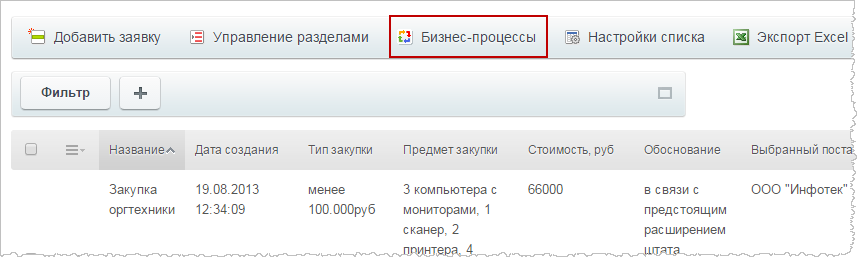 Добавить заявку Управление разделами Бизнес-процессы Настройки списка Экспорт Excel
Фильтр +
Название Дата создания Тип закупки Предмет закупки Стоимость, руб Обоснование Выбранный поста
Закупка 19.08.2013 менее 3 компьютера с 66000 в связи с ООО "Инфотек"
оргтехники 12:34:09 100.000руб мониторами, 1 предстоящим
сканер, 2 расширением
принтера, 4 штата